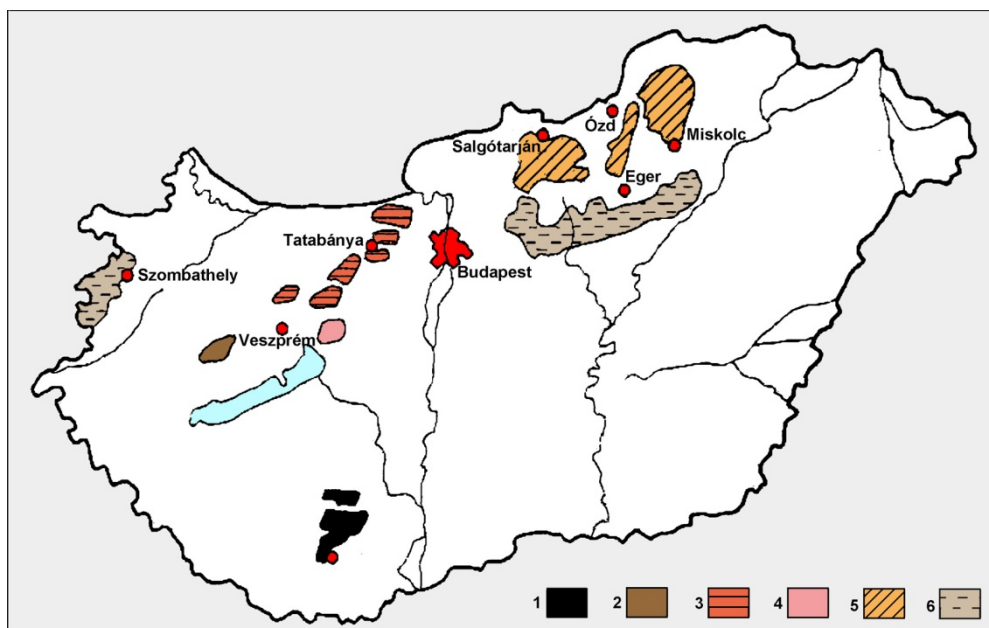 Ózd
Salgótarján
Miskolc
Eger
Tatabánya
Budapest
Szombathely
Veszprém
1
2
3
4
5
6